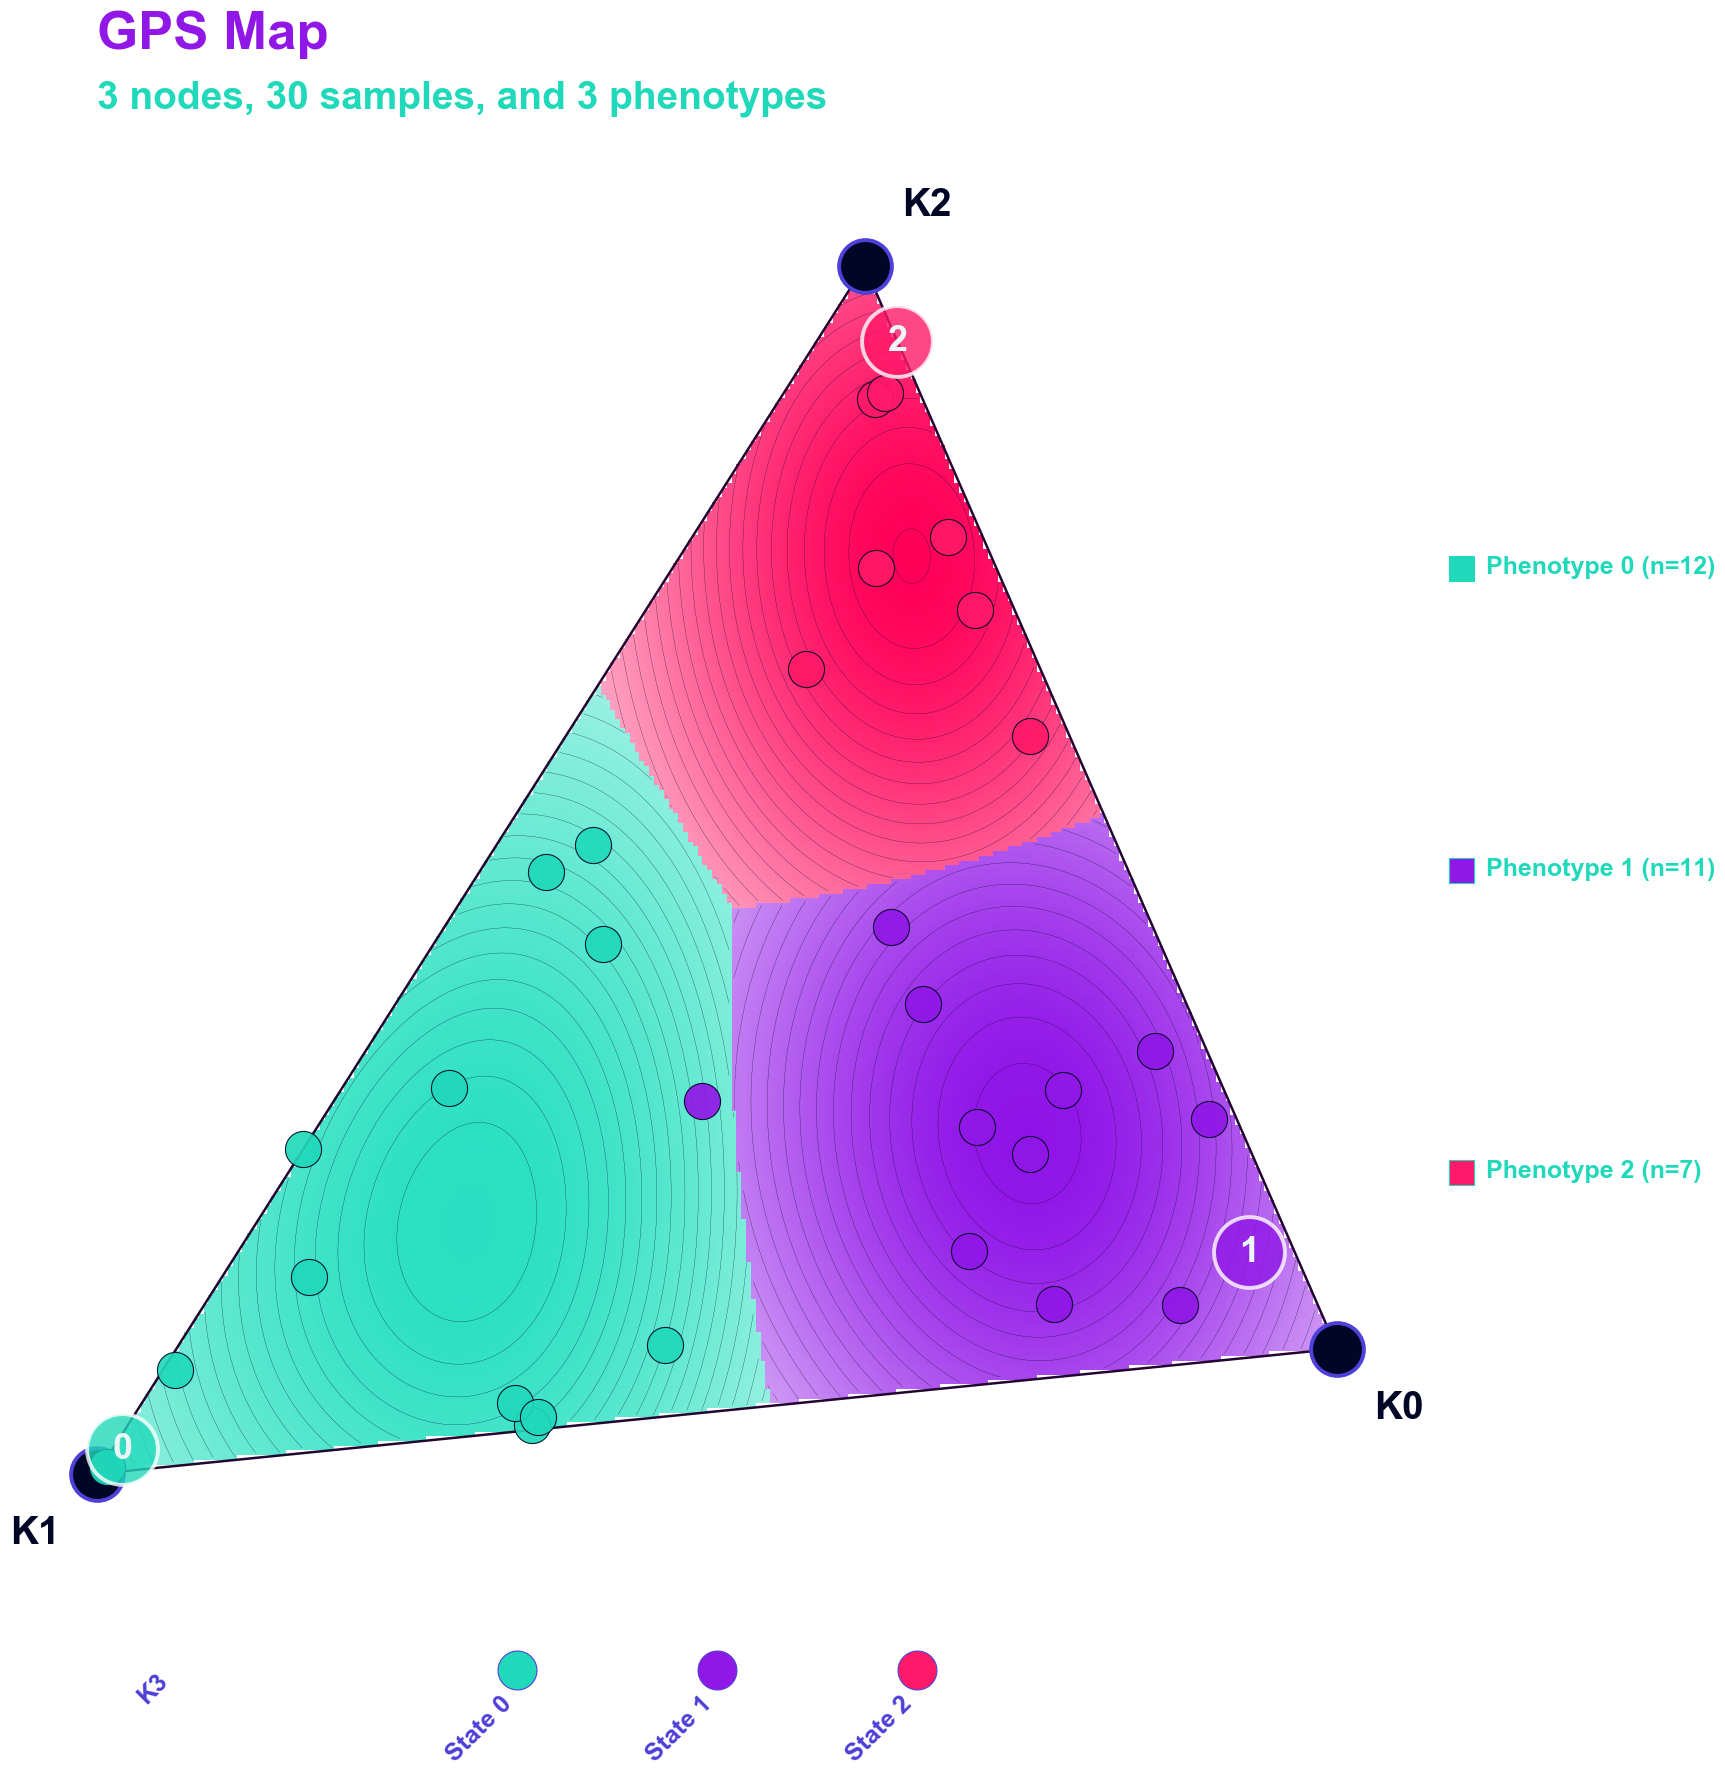 GPS Map
3 nodes, 30 samples, and 3 phenotypes
K2
2
Phenotype 0 (n=12)
Phenotype 1 (n=11)
Phenotype 2 (n=7)
1
K0
0
K1
K3
State 0
State 1
State 2